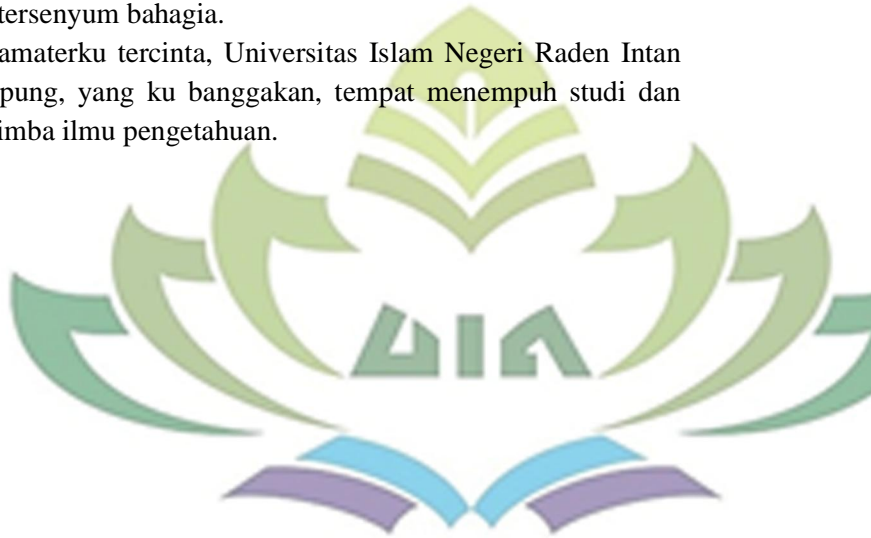 tersenyum bahagia.
amaterku tercinta, Universitas Islam Negeri Raden Intan
pung, yang ku banggakan, tempat menempuh studi dan
imba ilmu pengetahuan.
UIN